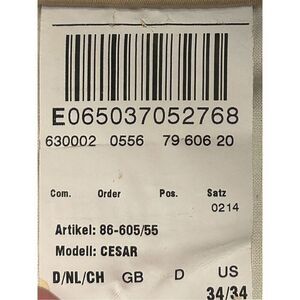 E065037052768
630002 0556 79 606 20
Com. Order Pos. Satz
0214
Artikel: 86-605/55
Modell: CESAR
D/NL/CH GB D US
34/34